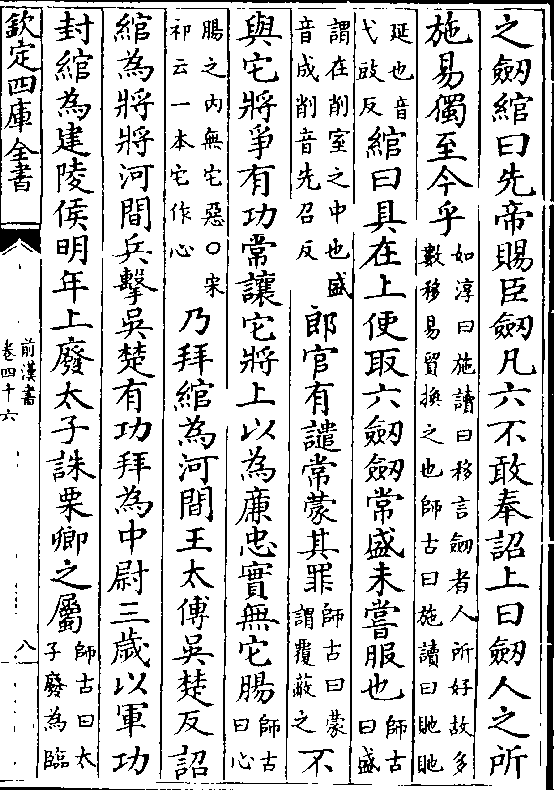 之劒綰曰先帝賜臣劒凡六不敢奉詔上曰劒人之所
施易獨至今乎
如淳曰施讀曰移言劒者人所好故多
數移易貿換之也師古曰施讀曰貤貤
延也音
弋豉反
綰曰具在上使取六劒劒常盛未嘗服也
師古
曰盛
謂在削室之中也盛
音成削音先召反
郎官有譴常蒙其罪
師古曰蒙
謂覆蔽之
不
與它將爭有功常讓它將上以為廉忠實無它腸
師古
曰心
腸之内無它惡○宋
祁云一本它作心
乃拜綰為河間王太傅吳楚反詔
綰為將將河間兵擊吳楚有功拜為中尉三歲以軍功
封綰為建陵侯明年上廢太子誅栗卿之屬
師古曰太
子廢為臨
欽定四庫全書
前漢書
卷四十六
八